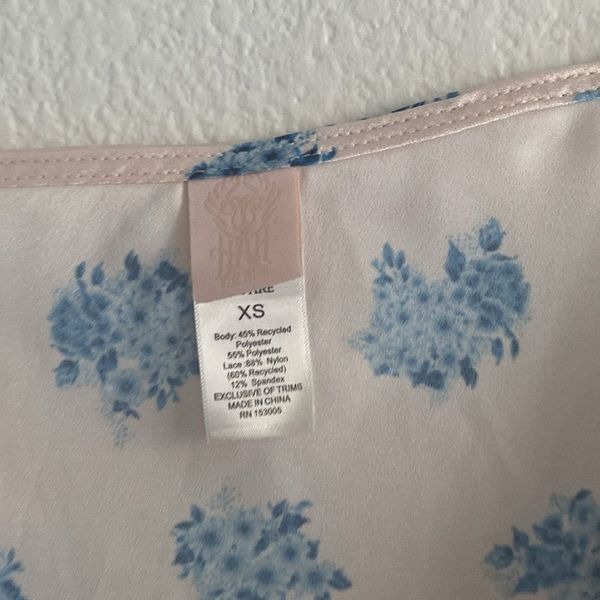 XS
Body: 45% Recycled
Polyester
55% Polyester
Lace :88% Nylon
(60% Recycled)
12% Spandex
EXCLUSIVE OF TRIMS
MADE IN CHINA
RN 153005